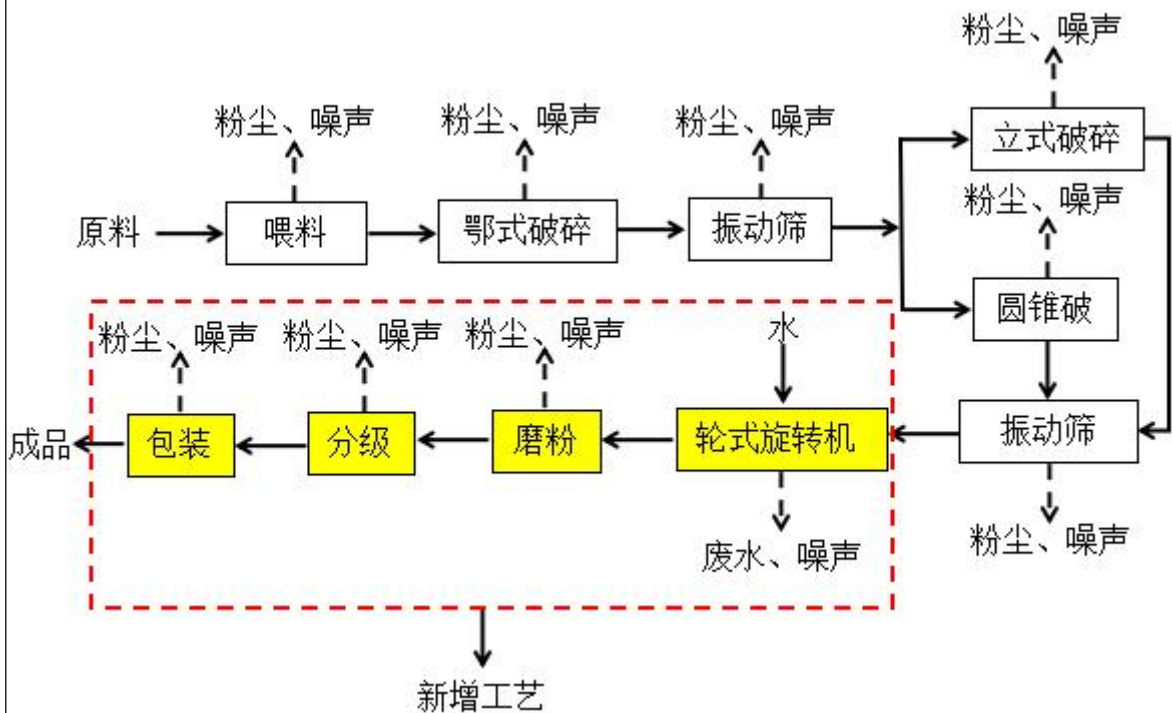 粉尘、噪声
粉尘、噪声
粉尘、噪声
粉尘、噪声
立式破碎
粉尘、噪声
原料
喂料
鄂式破碎
振动筛
圆锥破
粉尘、噪声
粉尘、噪声
粉尘、噪声
水
成品
包装
分级
磨粉
轮式旋转机
振动筛
废水、噪声
粉尘、噪声
新增工艺